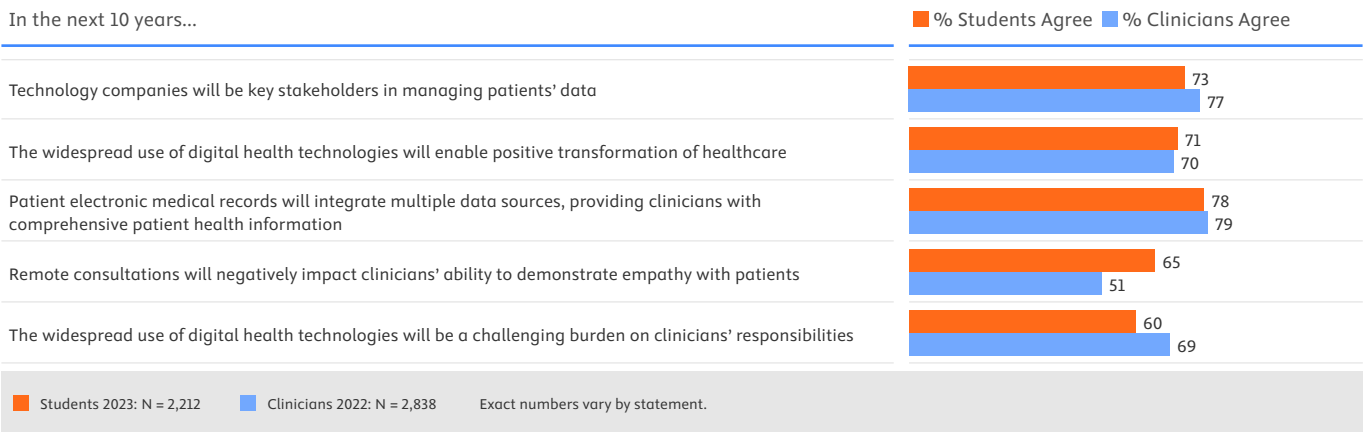 In the next 10 years...
% Students Agree % Clinicians Agree
Technology companies will be key stakeholders in managing patients’ data
73
77
The widespread use of digital health technologies will enable positive transformation of healthcare
71
70
Patient electronic medical records will integrate multiple data sources, providing clinicians with
comprehensive patient health information
78
79
Remote consultations will negatively impact clinicians’ ability to demonstrate empathy with patients
65
51
The widespread use of digital health technologies will be a challenging burden on clinicians’ responsibilities
60
69
Students 2023: N = 2,212 Clinicians 2022: N = 2,838 Exact numbers vary by statement.